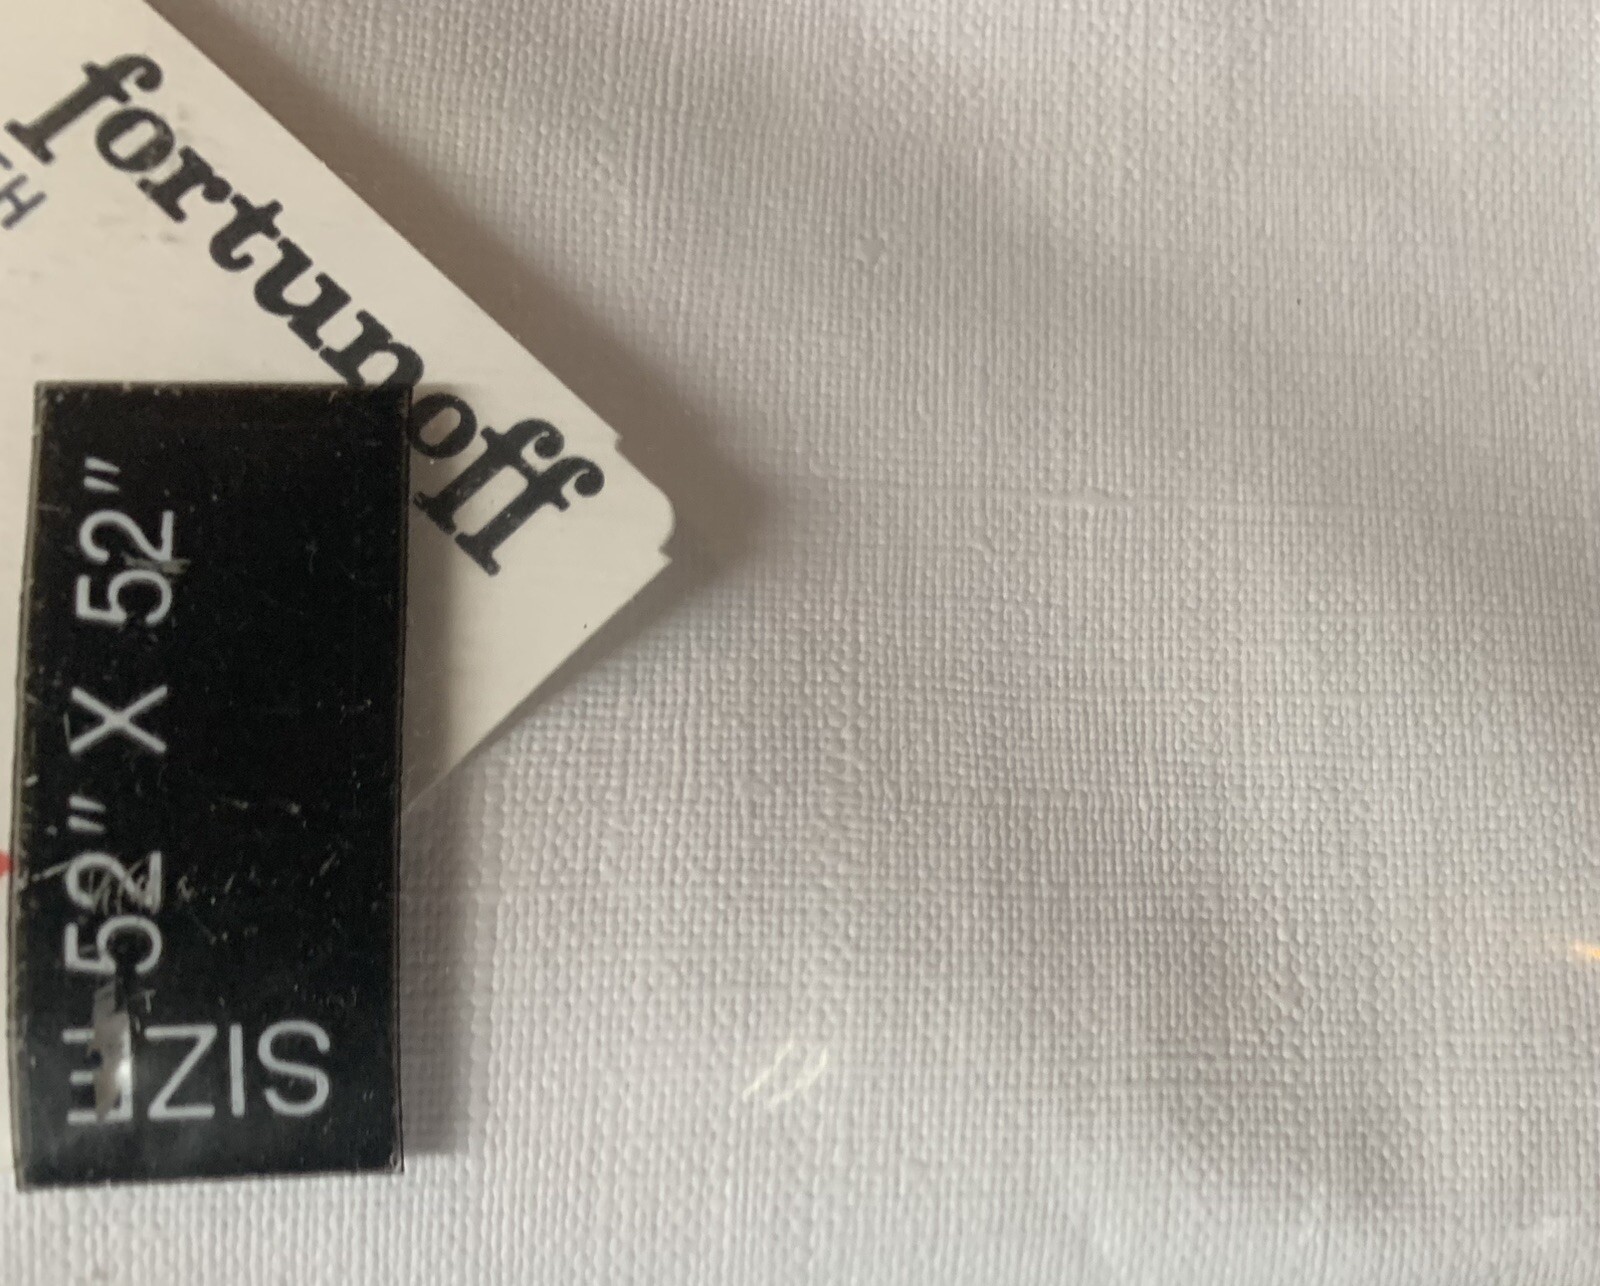 fortunoff
SIZE
52" X 52"